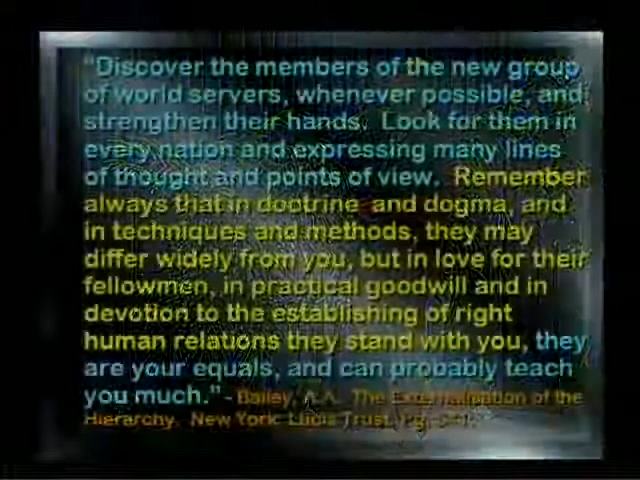 "Discover the members of the new group
of world servers, whenever possible, and
strengthen their hands. Look for them in
every nation and expressing many lines
of thought and points of view. Remember
always that in doctrine and dogma, and
in techniques and methods, they may
differ widely from you, but in love for their
fellowmen, in practical goodwill and in
devotion to the establishing of right
human relations they stand with you, they
are your equals, and can probably teach
you much." - Bailey, A.A. The Externalisation of the
Hierarchy. New York: Lucis Trust, Pg.